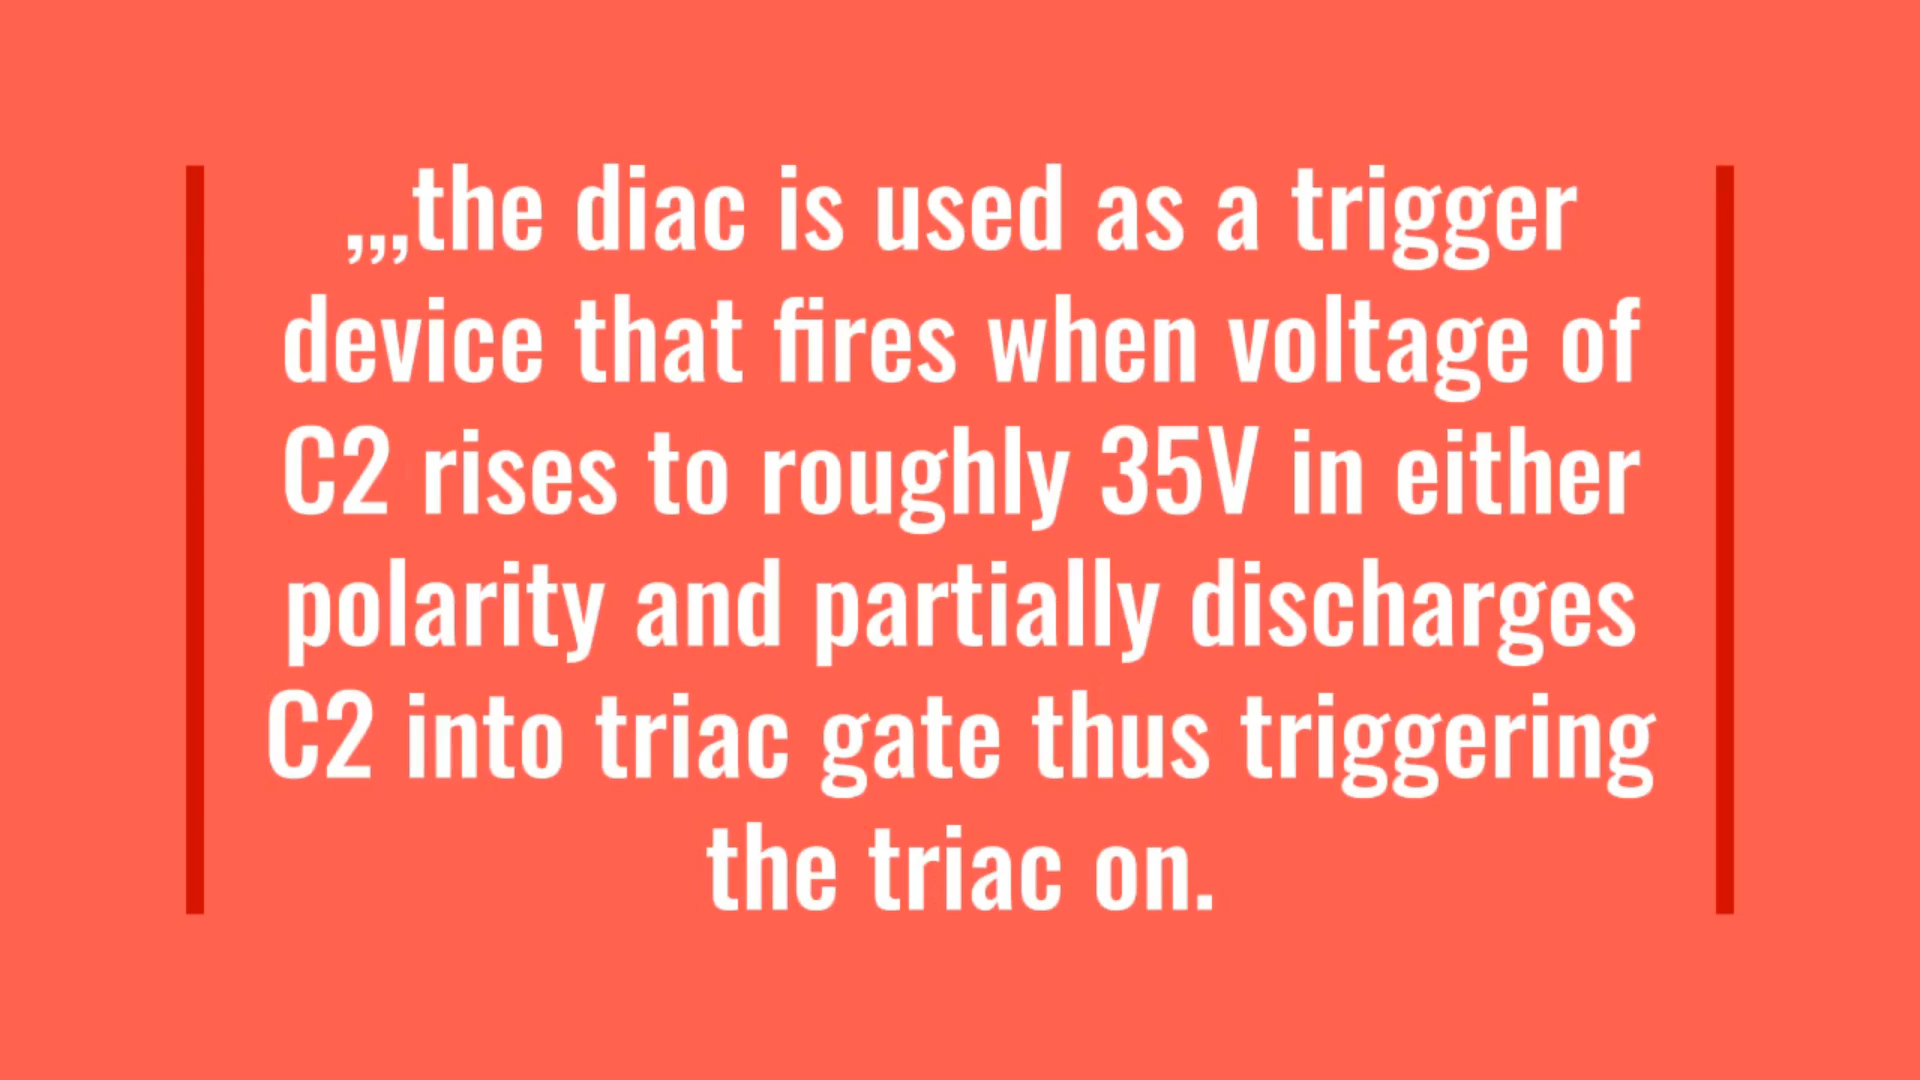 ,,,the diac is used as a trigger
device that fires when voltage of
C2 rises to roughly 35V in either
polarity and partially discharges
C2 into triac gate thus triggering
the triac on.